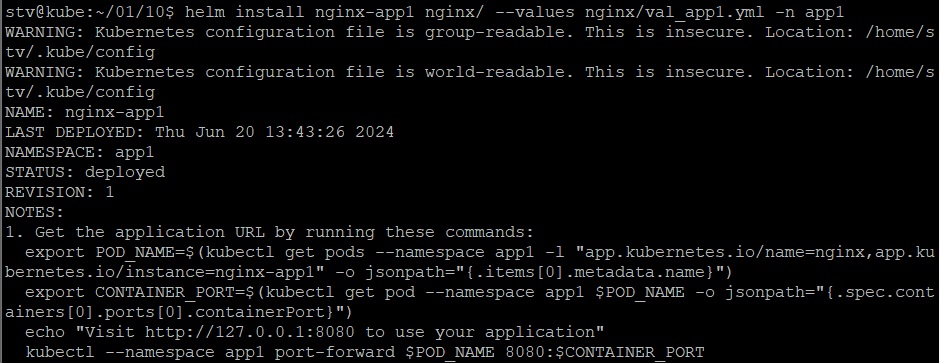 stv@kube:~/01/10$ helm install nginx-app1 nginx/ --values nginx/val_app1.yml -n app1
WARNING: Kubernetes configuration file is group-readable. This is insecure. Location: /home/s
tv/.kube/config
WARNING: Kubernetes configuration file is world-readable. This is insecure. Location: /home/s
tv/.kube/config
NAME: nginx-app1
LAST DEPLOYED: Thu Jun 20 13:43:26 2024
NAMESPACE: app1
STATUS: deployed
REVISION: 1
NOTES:
1. Get the application URL by running these commands:
  export POD_NAME=$(kubectl get pods --namespace app1 -l "app.kubernetes.io/name=nginx,app.ku
bernetes.io/instance=nginx-app1" -o jsonpath="{.items[0].metadata.name}")
  export CONTAINER_PORT=$(kubectl get pod --namespace app1 $POD_NAME -o jsonpath="{.spec.cont
ainers[0].ports[0].containerPort}")
  echo "Visit http://127.0.0.1:8080 to use your application"
  kubectl --namespace app1 port-forward $POD_NAME 8080:$CONTAINER_PORT